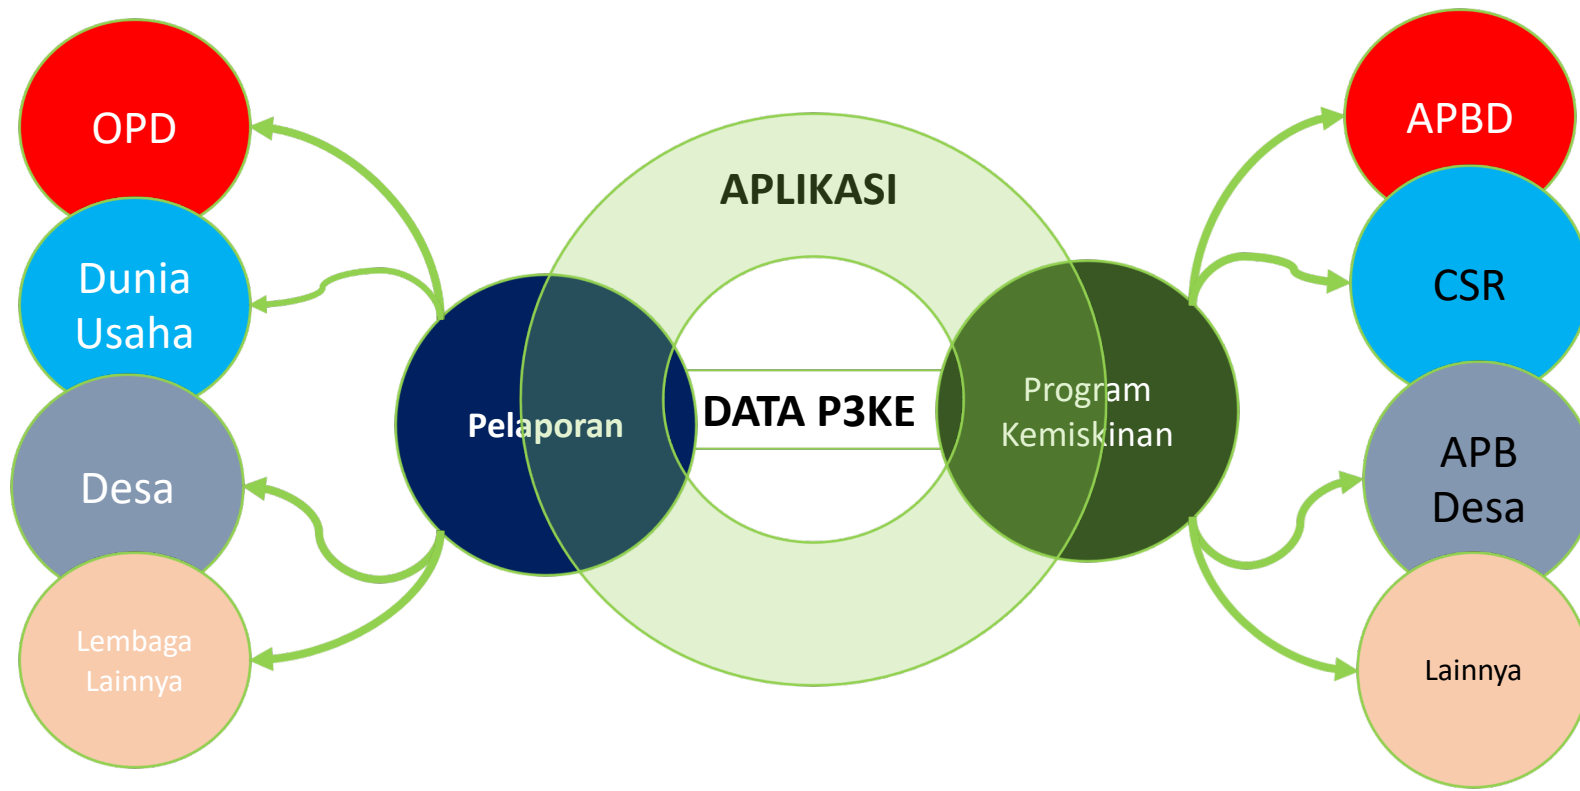 OPD
Dunia
Usaha
Desa
Lembaga
Lainnya
Pelaporan
APLIKASI
DATA P3KE
Program
Kemiskinan
APBD
CSR
APB
Desa
Lainnya